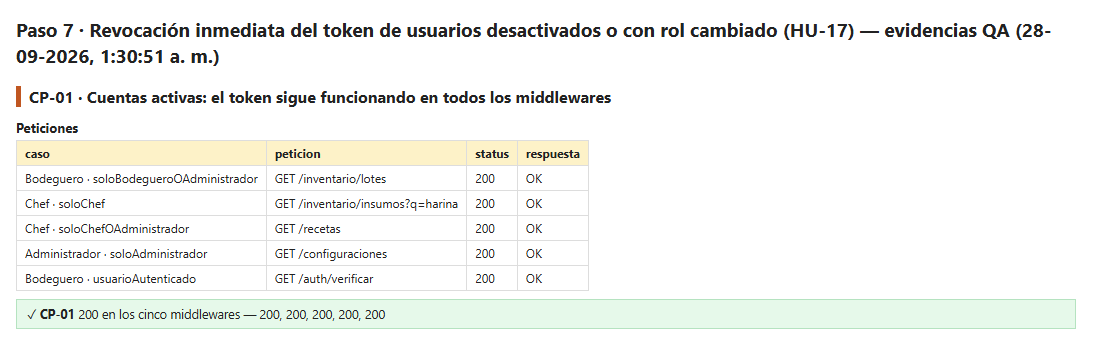 Paso 7 · Revocación inmediata del token de usuarios desactivados o con rol cambiado (HU-17) — evidencias QA (28-
09-2026, 1:30:51 a. m.)
CP-01 · Cuentas activas: el token sigue funcionando en todos los middlewares
Peticiones
caso peticion status respuesta
Bodeguero · soloBodegueroOAdministrador GET /inventario/lotes 200 OK
Chef · soloChef GET /inventario/insumos?q=harina 200 OK
Chef · soloChefOAdministrador GET /recetas 200 OK
Administrador · soloAdministrador GET /configuraciones 200 OK
Bodeguero · usuarioAutenticado GET /auth/verificar 200 OK
✓ CP-01 200 en los cinco middlewares — 200, 200, 200, 200, 200